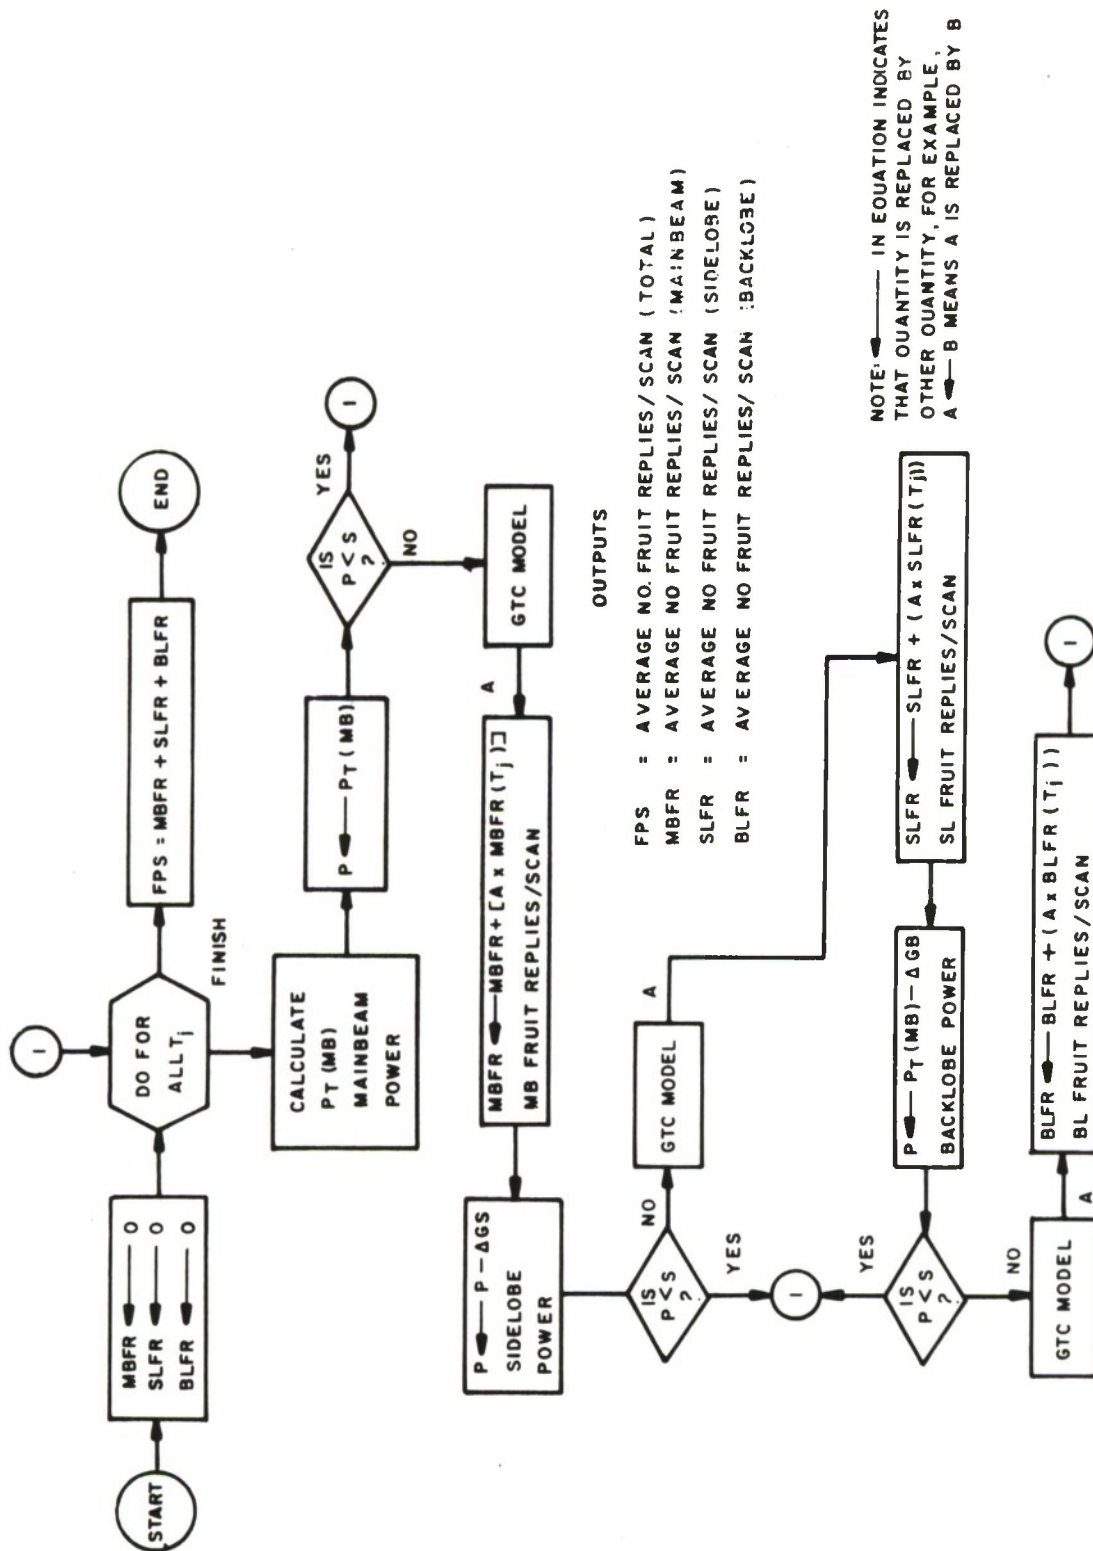 START
MBFR ← 0
SLFR ← 0
BLFR ← 0
1
DO FOR
ALL Tj
FINISH
FPS = MBFR + SLFR + BLFR
END
CALCULATE
PT (MB)
MAINBEAM
POWER
P ← PT (MB)
IS
P < S
?
YES
1
NO
GTC MODEL
A
MBFR ← MBFR + [A x MBFR (Tj)]
MB FRUIT REPLIES/SCAN
P ← P - ΔGS
SIDELOBE
POWER
IS
P < S
?
NO
YES
1
GTC MODEL
A
SLFR ← SLFR + (A x SLFR (Tj))
SL FRUIT REPLIES/SCAN
P ← PT (MB) - ΔGB
BACKLOBE POWER
IS
P < S
?
YES
NO
GTC MODEL
A
BLFR ← BLFR + (A x BLFR (Tj))
BL FRUIT REPLIES/SCAN
1
OUTPUTS
FPS = AVERAGE NO. FRUIT REPLIES/ SCAN (TOTAL)
MBFR = AVERAGE NO FRUIT REPLIES/ SCAN (MAINBEAM)
SLFR = AVERAGE NO FRUIT REPLIES/ SCAN (SIDELOBE)
BLFR = AVERAGE NO FRUIT REPLIES/ SCAN (BACKLOBE)
NOTE: ← IN EQUATION INDICATES
THAT QUANTITY IS REPLACED BY
OTHER QUANTITY, FOR EXAMPLE,
A ← B MEANS A IS REPLACED BY B